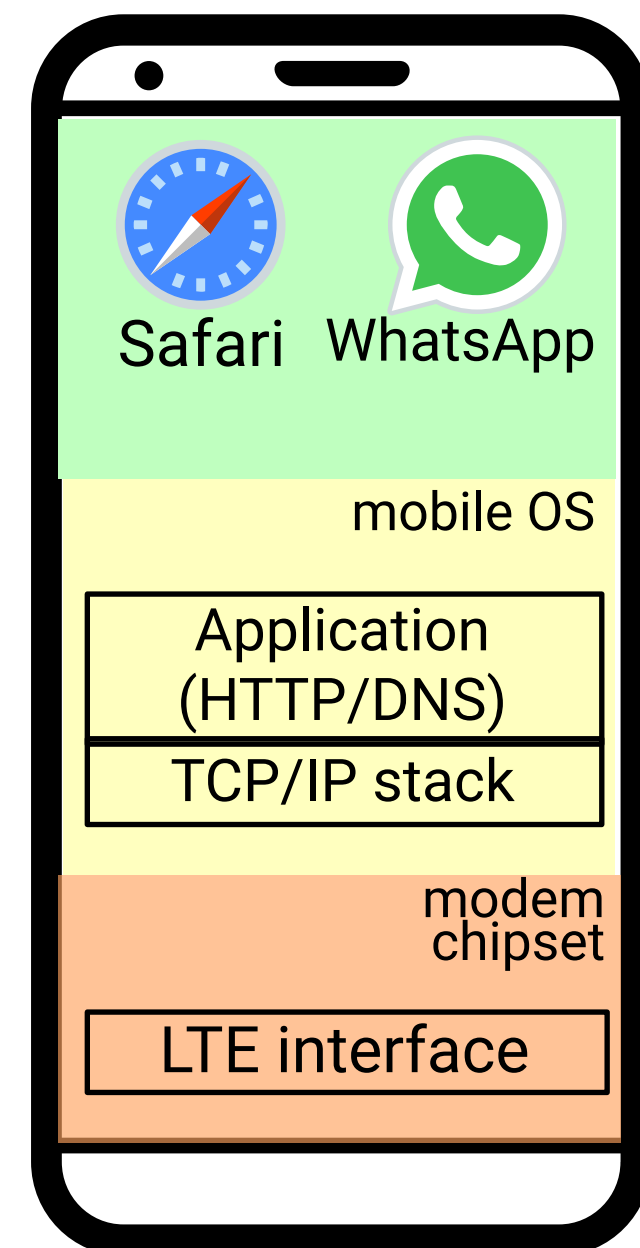 Safari WhatsApp
mobile OS
Application
(HTTP/DNS)
TCP/IP stack
modem
chipset
LTE interface